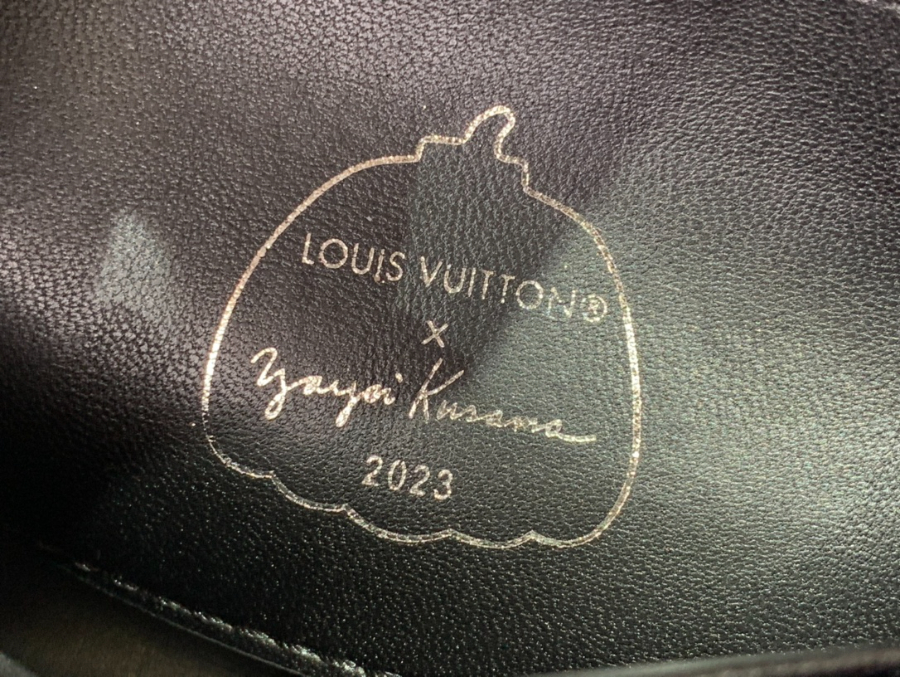 LOUIS VUITTON®
x
Yayoi Kusama
2023